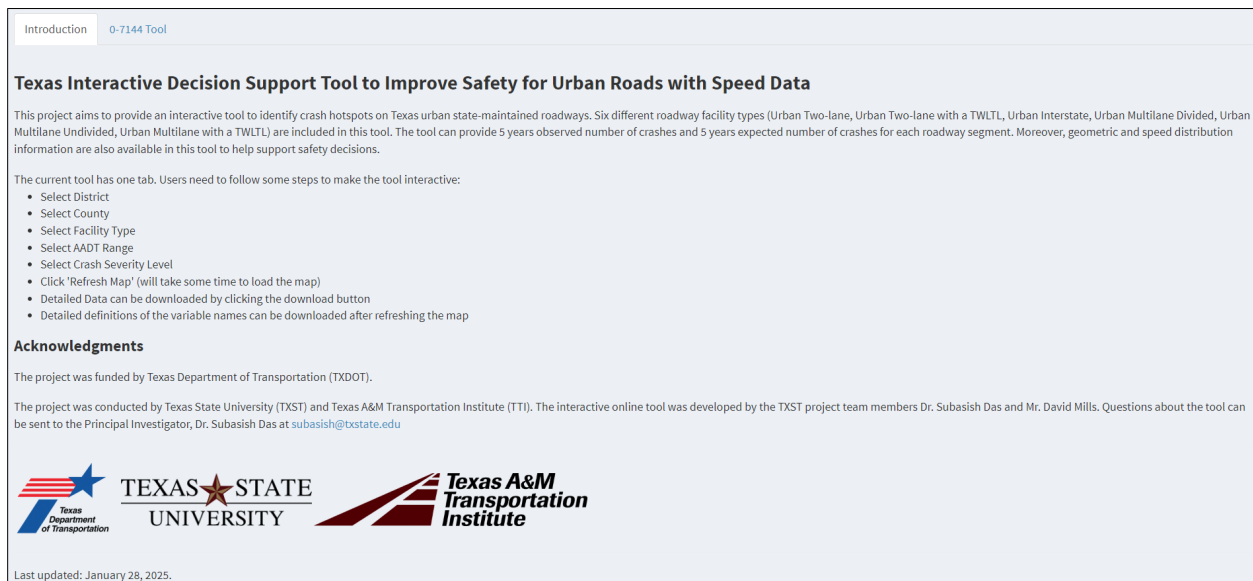 Introduction
0-7144 Tool
Texas Interactive Decision Support Tool to Improve Safety for Urban Roads with Speed Data
This project aims to provide an interactive tool to identify crash hotspots on Texas urban state-maintained roadways. Six different roadway facility types (Urban Two-lane, Urban Two-lane with a TWLTL, Urban Interstate, Urban Multilane Divided, Urban
Multilane Undivided, Urban Multilane with a TWLTL) are included in this tool. The tool can provide 5 years observed number of crashes and 5 years expected number of crashes for each roadway segment. Moreover, geometric and speed distribution
information are also available in this tool to help support safety decisions.
The current tool has one tab. Users need to follow some steps to make the tool interactive:
• Select District
• Select County
• Select Facility Type
• Select AADT Range
• Select Crash Severity Level
• Click 'Refresh Map' (will take some time to load the map)
• Detailed Data can be downloaded by clicking the download button
• Detailed definitions of the variable names can be downloaded after refreshing the map
Acknowledgments
The project was funded by Texas Department of Transportation (TXDOT).
The project was conducted by Texas State University (TXST) and Texas A&M Transportation Institute (TTI). The interactive online tool was developed by the TXST project team members Dr. Subasish Das and Mr. David Mills. Questions about the tool can
be sent to the Principal Investigator, Dr. Subasish Das at subasish@txstate.edu
Texas
Department
of Transportation
TEXAS STATE
UNIVERSITY
Texas A&M
Transportation
Institute
Last updated: January 28, 2025.